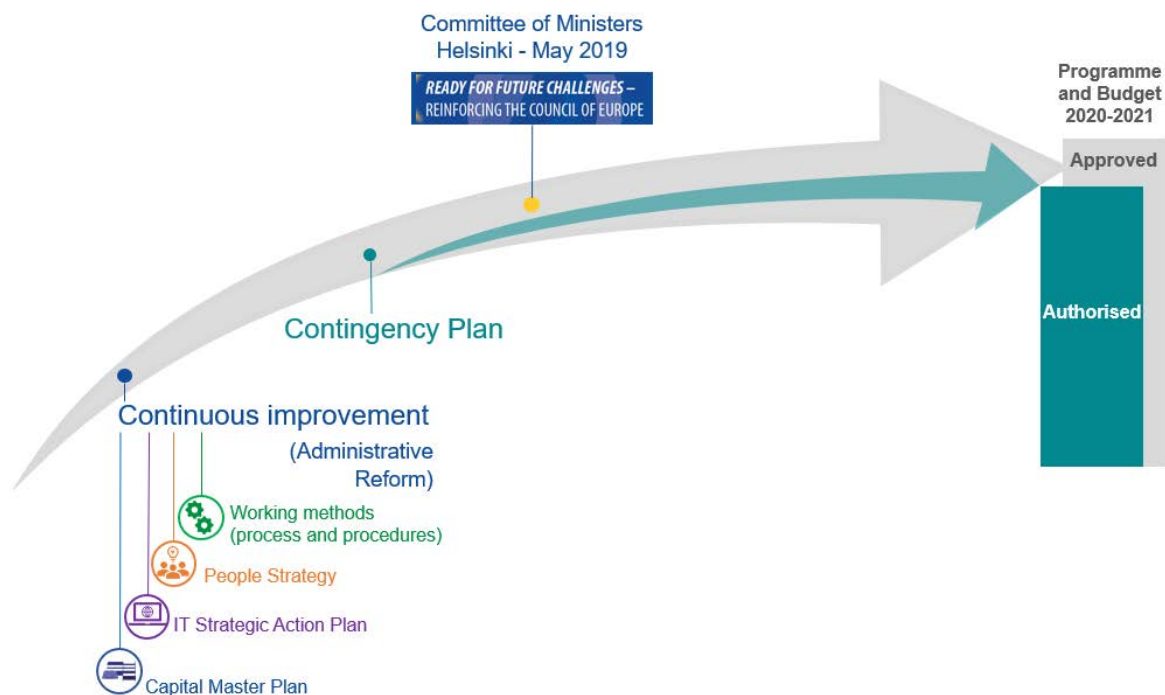 Committee of Ministers
Helsinki - May 2019
READY FOR FUTURE CHALLENGES –
REINFORCING THE COUNCIL OF EUROPE
Programme
and Budget
2020-2021
Approved
Authorised
Contingency Plan
Continuous improvement
(Administrative
Reform)
Working methods
(process and procedures)
People Strategy
IT Strategic Action Plan
Capital Master Plan